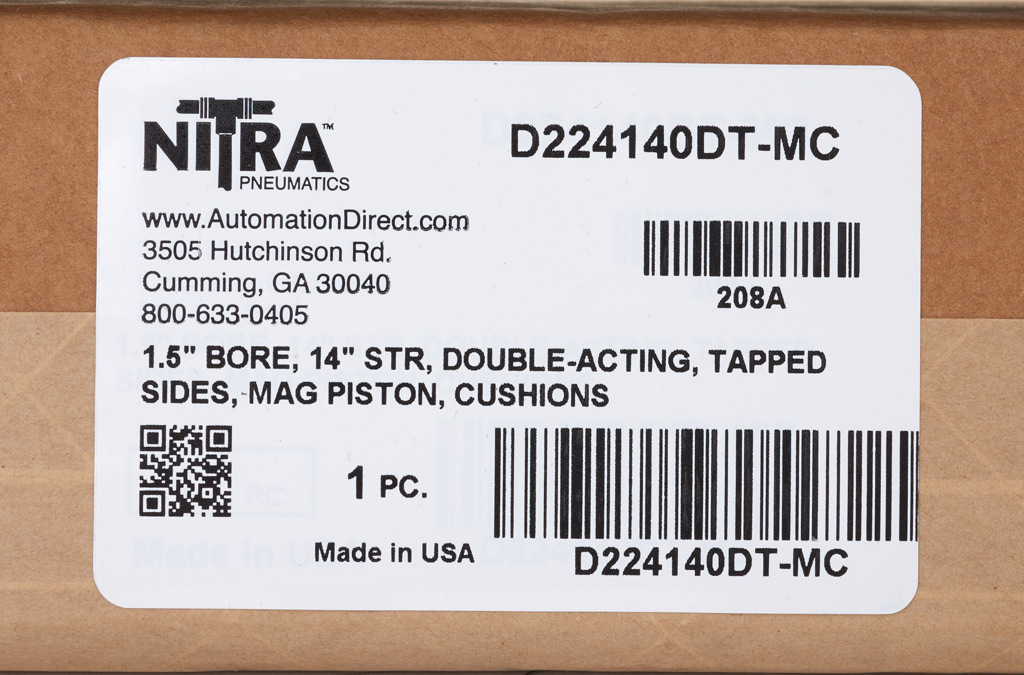 NITRA™
PNEUMATICS
D224140DT-MC
www.AutomationDirect.com
3505 Hutchinson Rd.
Cumming, GA 30040
800-633-0405
208A
1.5" BORE, 14" STR, DOUBLE-ACTING, TAPPED
SIDES, MAG PISTON, CUSHIONS
1 PC.
Made in USA
D224140DT-MC